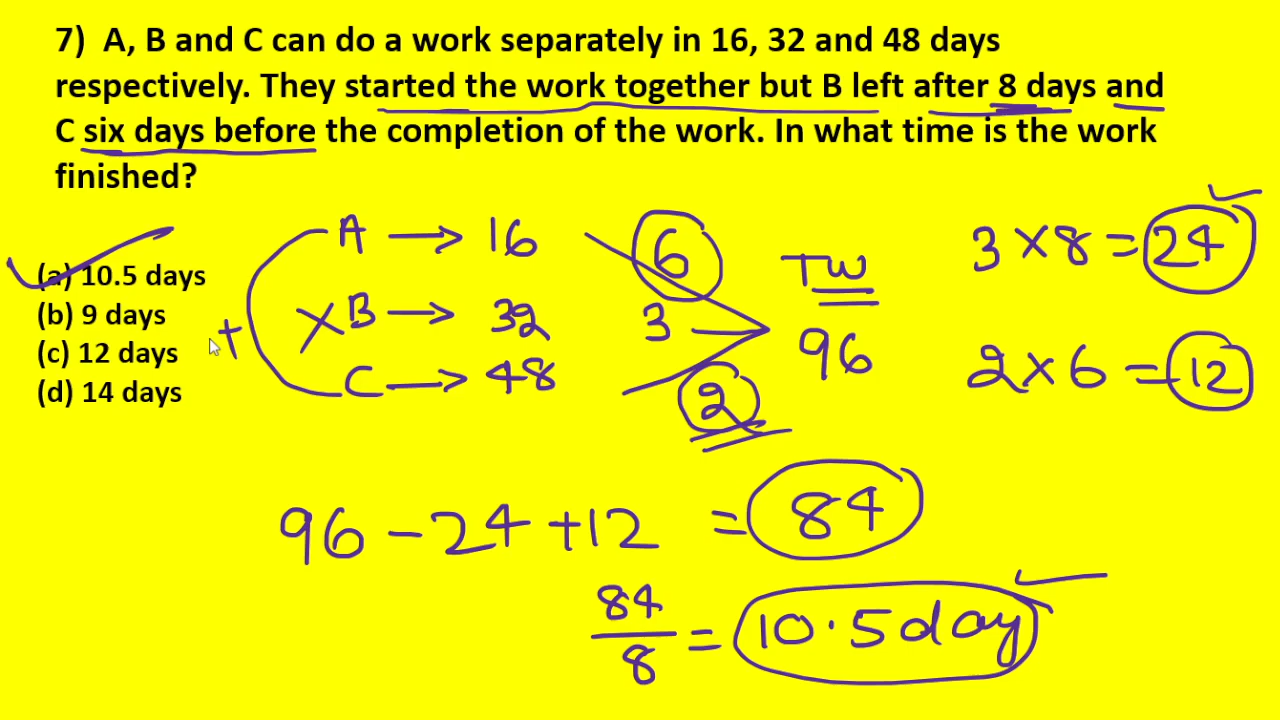 7) A, B and C can do a work separately in 16, 32 and 48 days
respectively. They started the work together but B left after 8 days and
C six days before the completion of the work. In what time is the work
finished?
(a) 10.5 days
(b) 9 days
(c) 12 days
(d) 14 days
+
A → 16
× B → 32
C → 48
6
3
2
TW
96
3 × 8 = 24
2 × 6 = 12
96 - 24 + 12 = 84
84
8
= 10.5 day